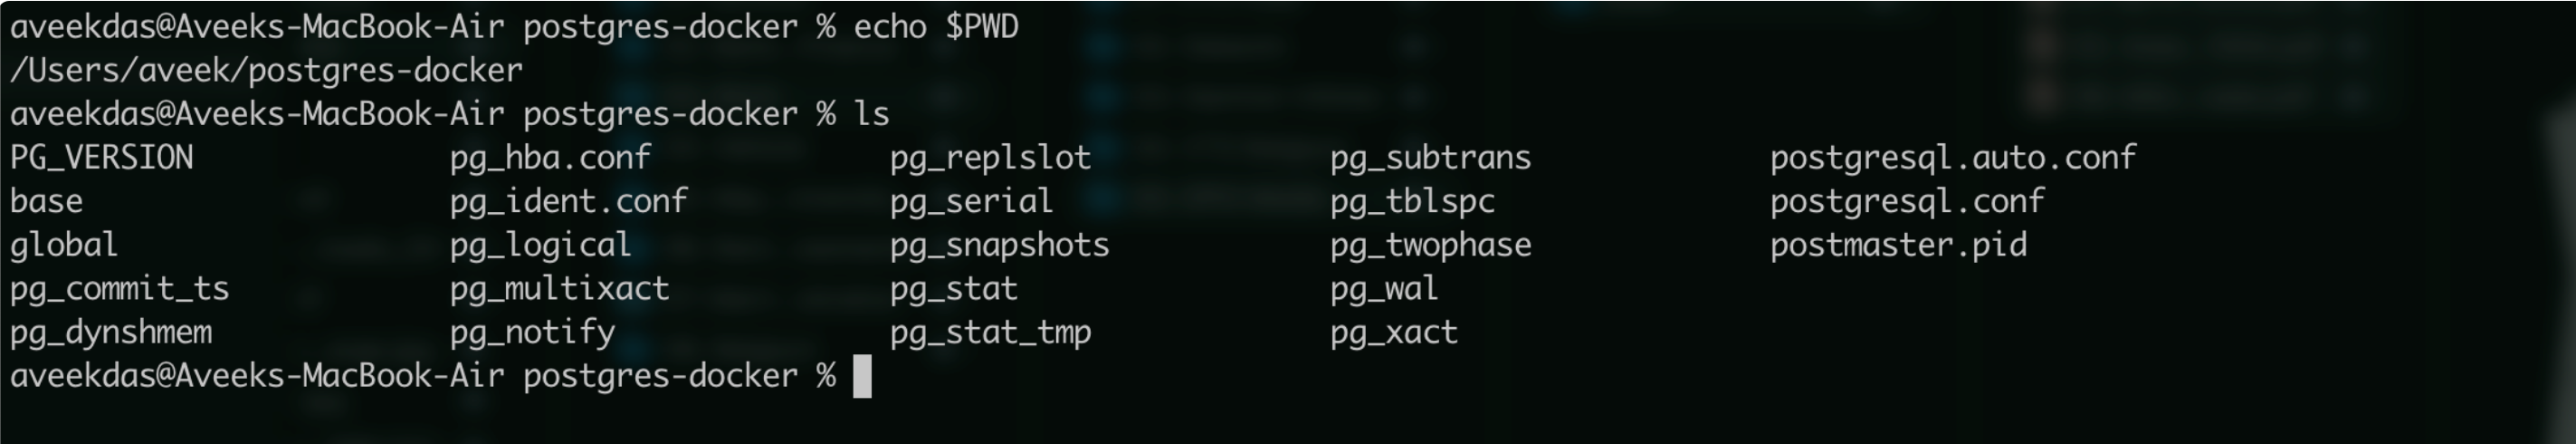 aveekdas@Aveeks-MacBook-Air postgres-docker % echo $PWD
/Users/aveek/postgres-docker
aveekdas@Aveeks-MacBook-Air postgres-docker % ls
PG_VERSION pg_hba.conf pg_replslot pg_subtrans postgresql.auto.conf
base pg_ident.conf pg_serial pg_tblspc postgresql.conf
global pg_logical pg_snapshots pg_twophase postmaster.pid
pg_commit_ts pg_multixact pg_stat pg_wal
pg_dynshmem pg_notify pg_stat_tmp pg_xact
aveekdas@Aveeks-MacBook-Air postgres-docker %